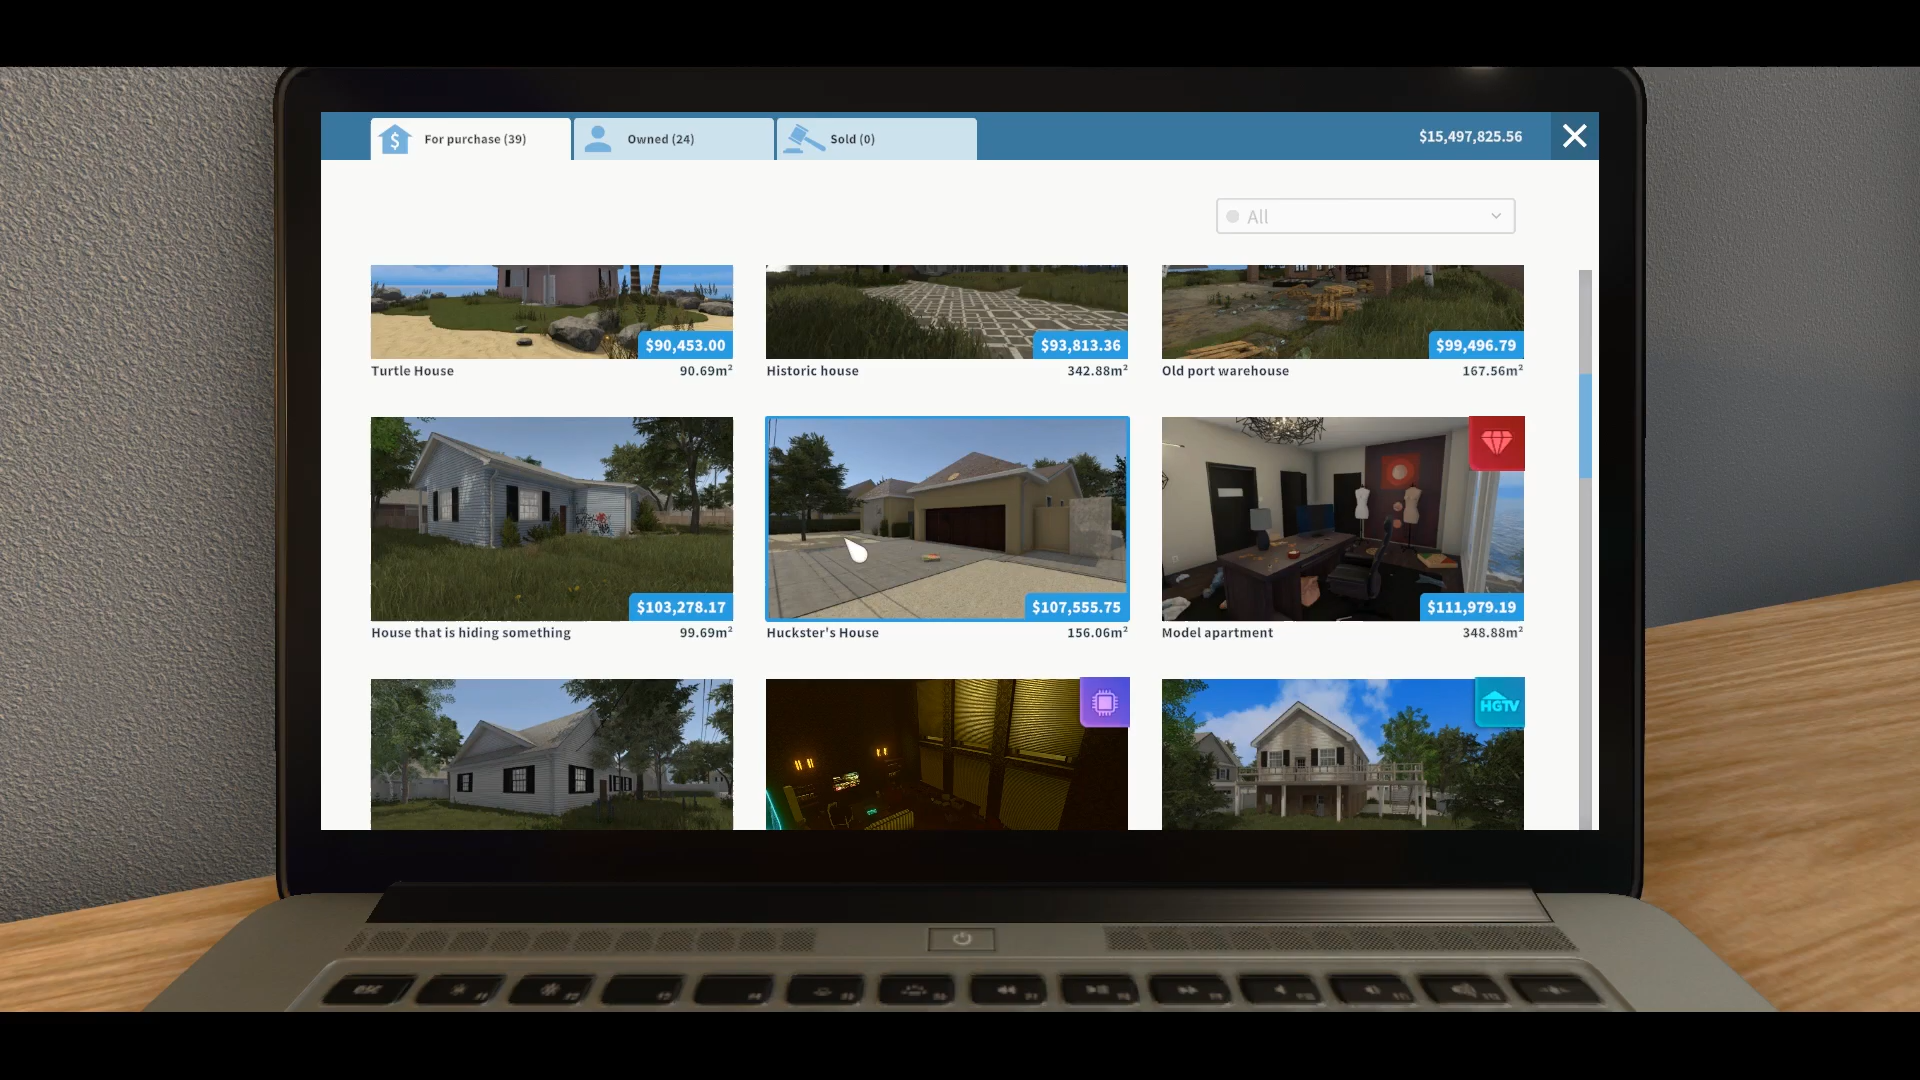 For purchase (39)
Owned (24)
Sold (0)
$15,497,825.56
All
$90,453.00
$93,813.36
$99,496.79
Turtle House
90.69m²
Historic house
342.88m²
Old port warehouse
167.56m²
$103,278.17
$107,555.75
$111,979.19
House that is hiding something
99.69m²
Huckster's House
156.06m²
Model apartment
348.88m²
HGTV
esc